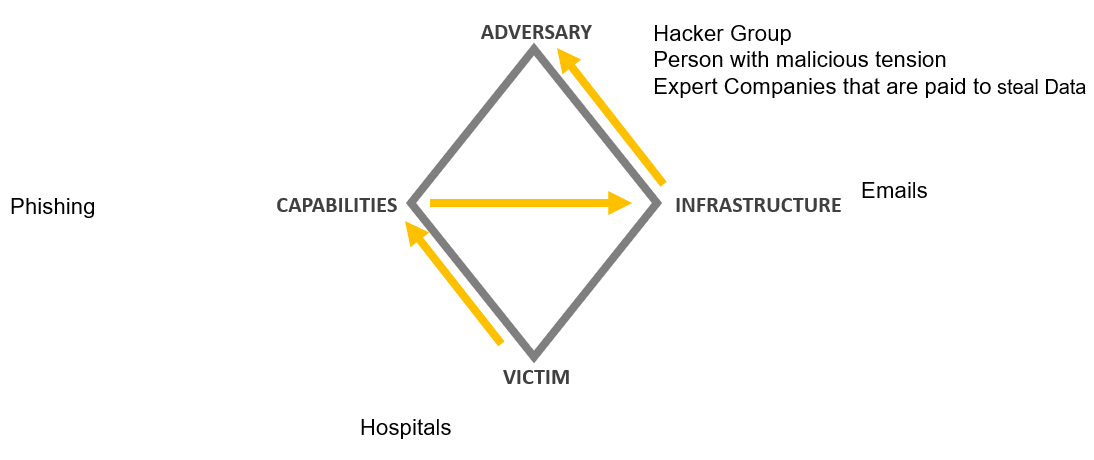 ADVERSARY
Hacker Group
Person with malicious tension
Expert Companies that are paid to steal Data
Phishing
CAPABILITIES
INFRASTRUCTURE
Emails
VICTIM
Hospitals